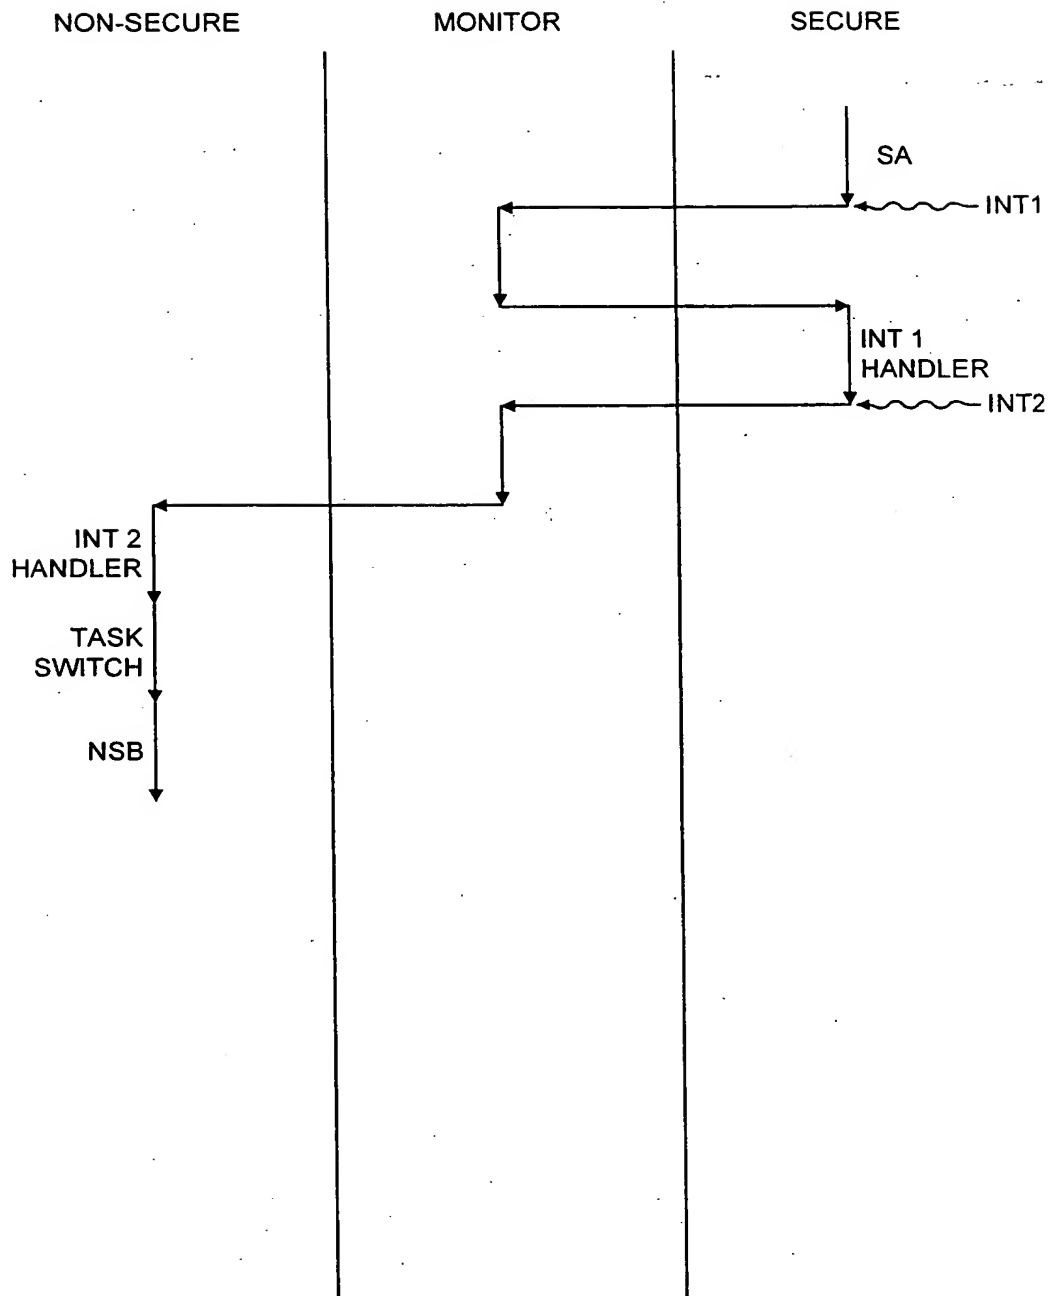 NON-SECURE
MONITOR
SECURE
SA
INT1
INT 1
HANDLER
INT2
INT 2
HANDLER
TASK
SWITCH
NSB